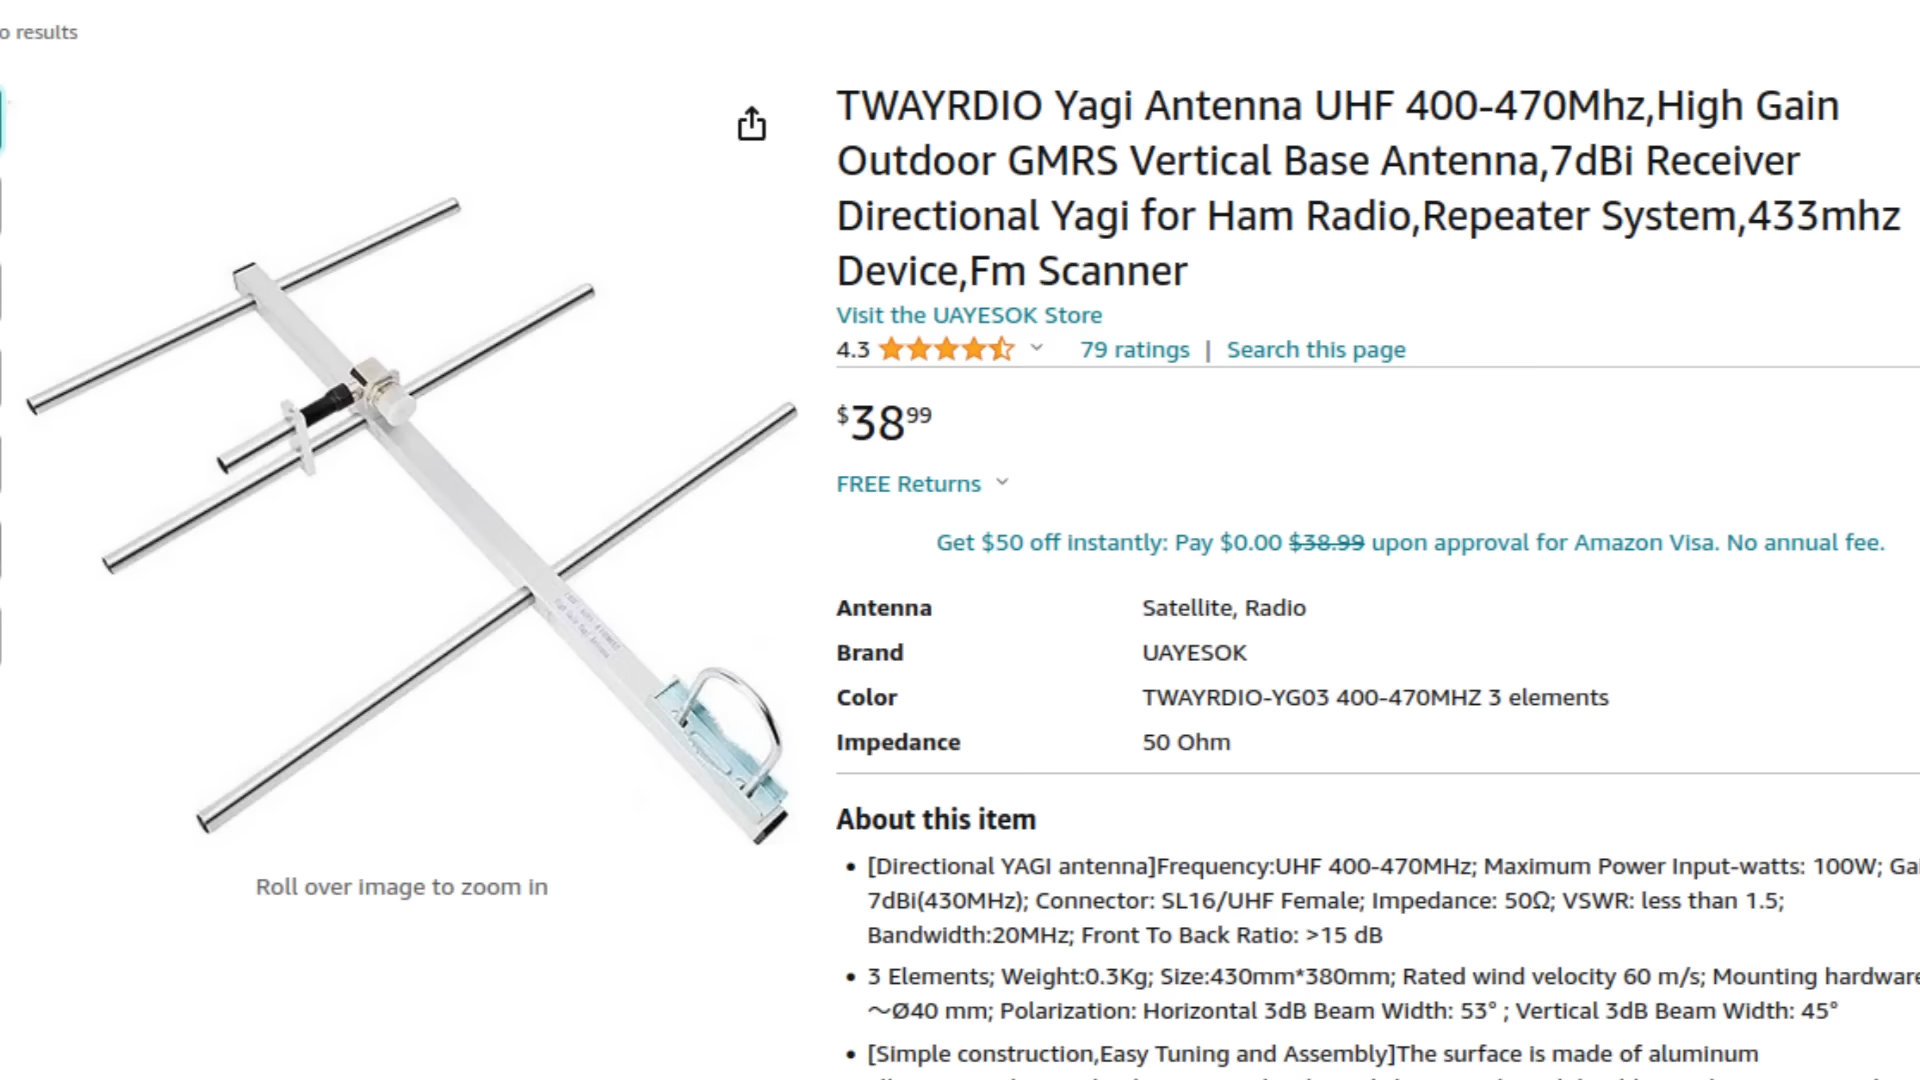 o results
TWAYRDIO Yagi Antenna UHF 400-470Mhz,High Gain
Outdoor GMRS Vertical Base Antenna,7dBi Receiver
Directional Yagi for Ham Radio,Repeater System,433mhz
Device,Fm Scanner
Visit the UAYESOK Store
4.3 79 ratings | Search this page
$38 99
FREE Returns
Get $50 off instantly: Pay $0.00 $38.99 upon approval for Amazon Visa. No annual fee.
Antenna Satellite, Radio
Brand UAYESOK
Color TWAYRDIO-YG03 400-470MHZ 3 elements
Impedance 50 Ohm
About this item
• [Directional YAGI antenna]Frequency:UHF 400-470MHz; Maximum Power Input-watts: 100W; Ga
7dBi(430MHz); Connector: SL16/UHF Female; Impedance: 50Ω; VSWR: less than 1.5;
Bandwidth:20MHz; Front To Back Ratio: >15 dB
• 3 Elements; Weight:0.3Kg; Size:430mm*380mm; Rated wind velocity 60 m/s; Mounting hardware
～Ø40 mm; Polarization: Horizontal 3dB Beam Width: 53° ; Vertical 3dB Beam Width: 45°
• [Simple construction,Easy Tuning and Assembly]The surface is made of aluminum
Roll over image to zoom in